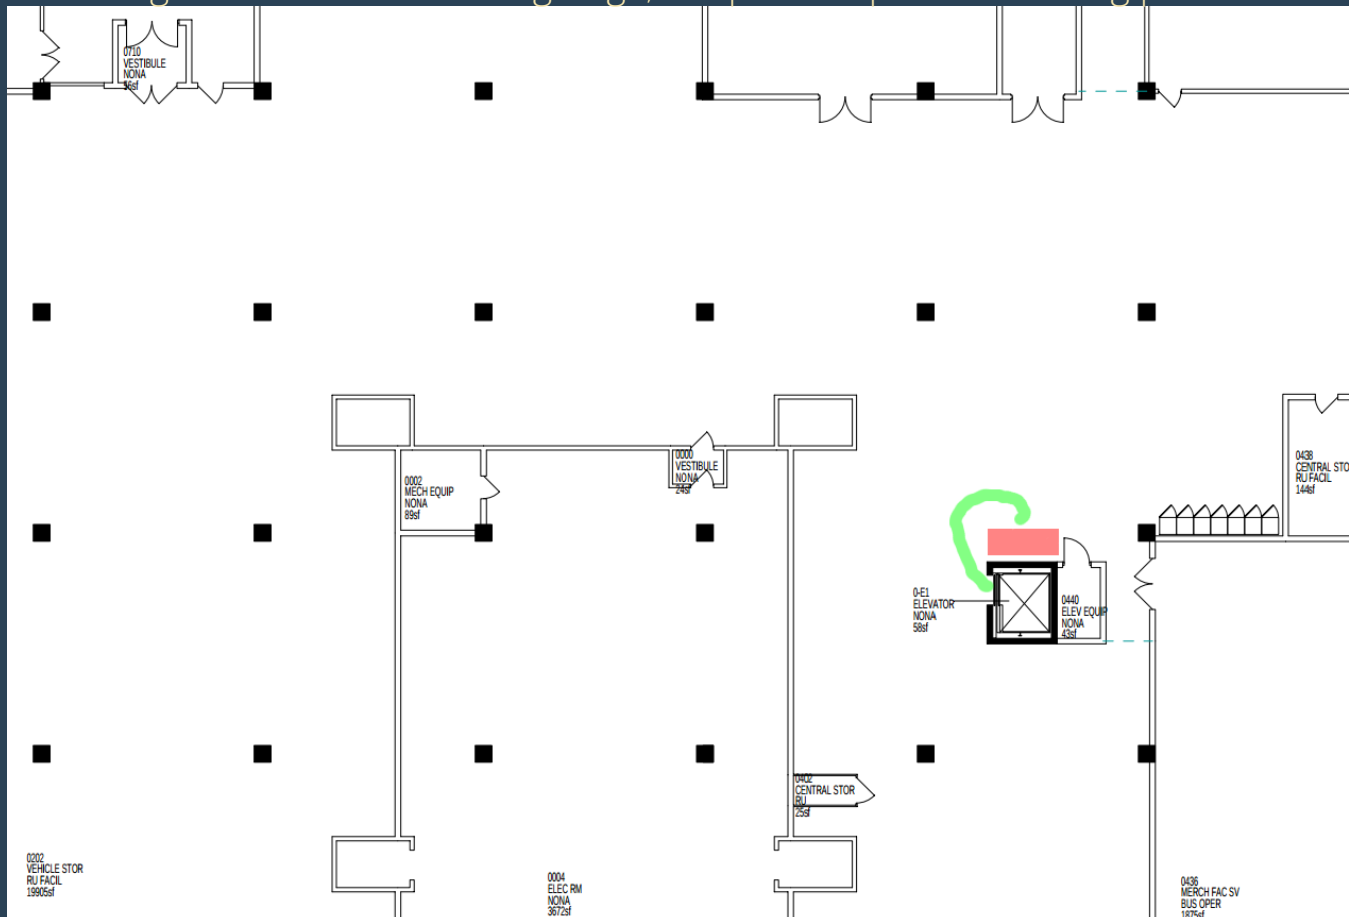 0710
VESTIBULE
NONA
0000
VESTIBULE
NONA
24sf
0002
MECH EQUIP
NONA
89sf
0438
CENTRAL STO
RU FACIL
144sf
0-E1
ELEVATOR
NONA
58sf
0440
ELEV EQUIP
NONA
43sf
0402
CENTRAL STOR
RU
25sf
0202
VEHICLE STOR
RU FACIL
19905sf
0004
ELEC RM
NONA
3672sf
0436
MERCH FAC SV
BUS OPER
1875sf